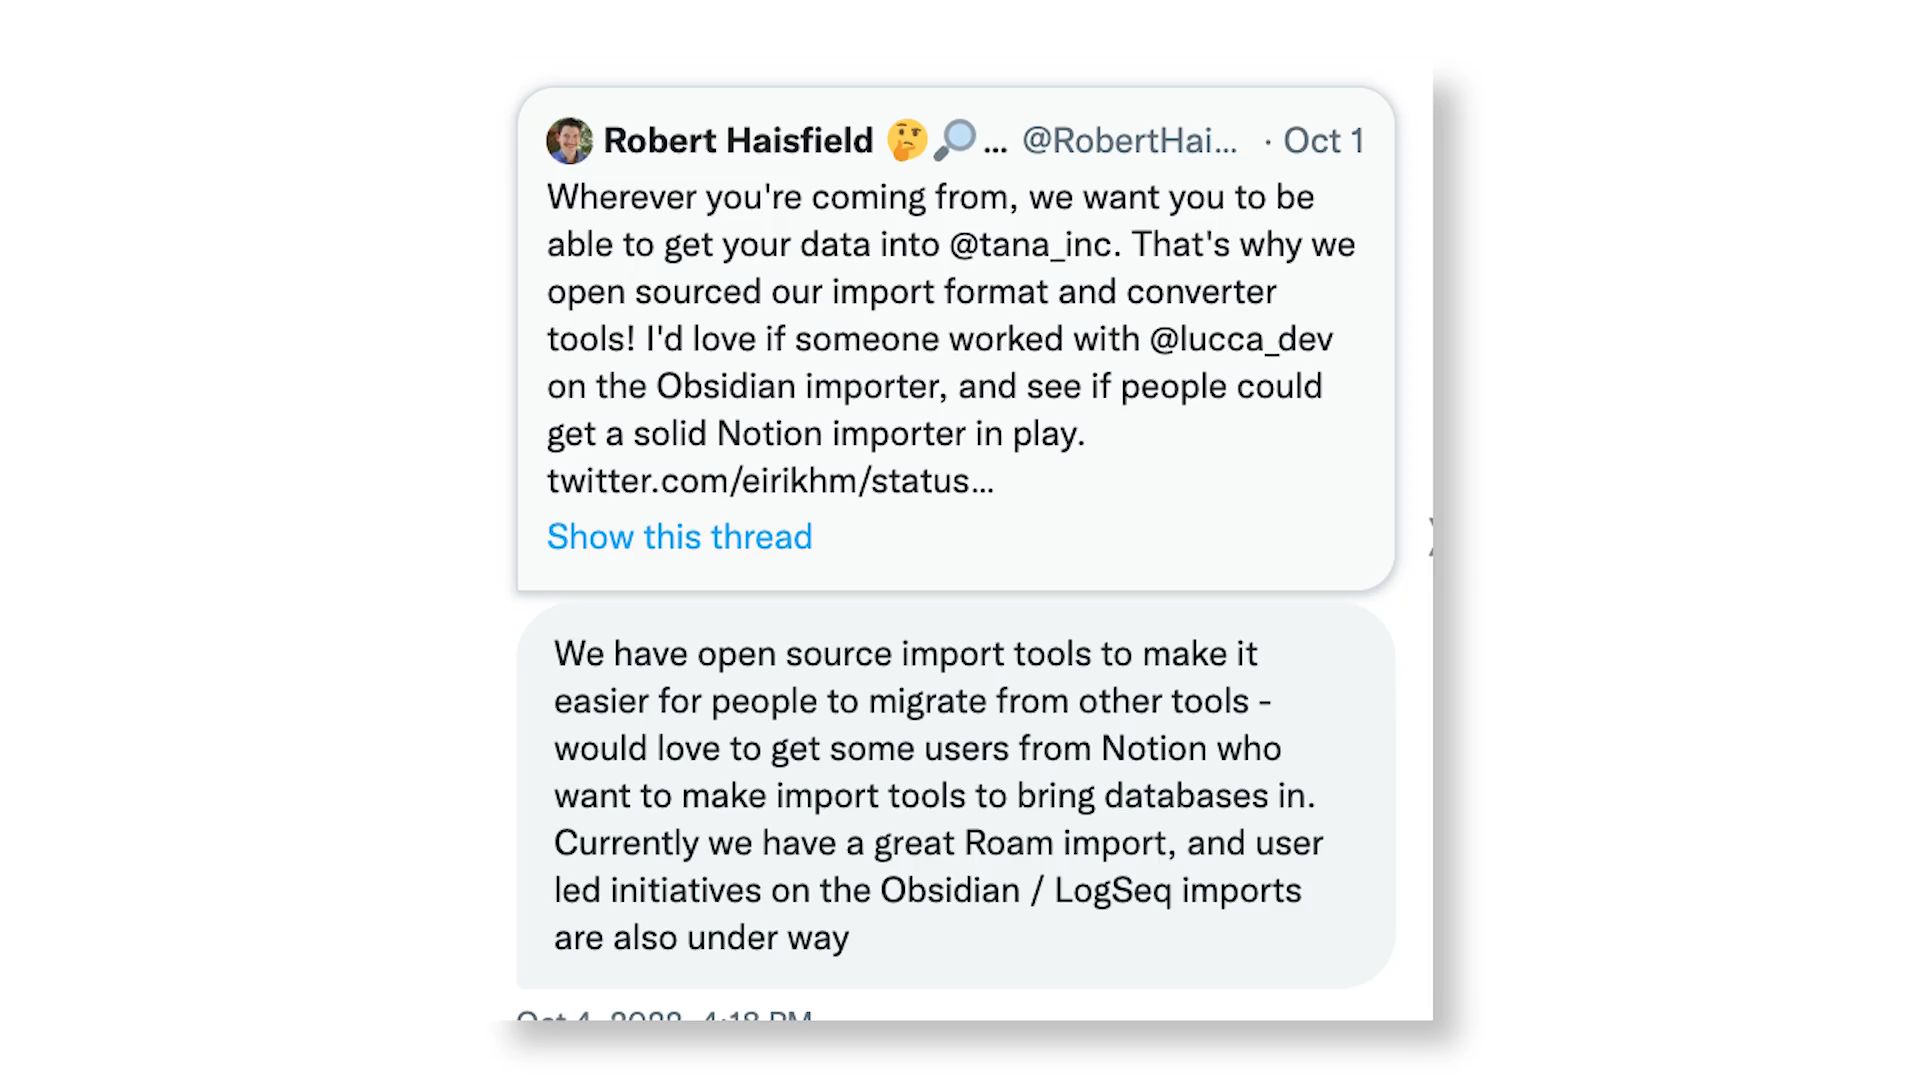 Robert Haisfield 🤔🔎... @RobertHai... · Oct 1
Wherever you're coming from, we want you to be
able to get your data into @tana_inc. That's why we
open sourced our import format and converter
tools! I'd love if someone worked with @lucca_dev
on the Obsidian importer, and see if people could
get a solid Notion importer in play.
twitter.com/eirikhm/status...
Show this thread
We have open source import tools to make it
easier for people to migrate from other tools -
would love to get some users from Notion who
want to make import tools to bring databases in.
Currently we have a great Roam import, and user
led initiatives on the Obsidian / LogSeq imports
are also under way
Oct 4, 2022, 4:18 PM